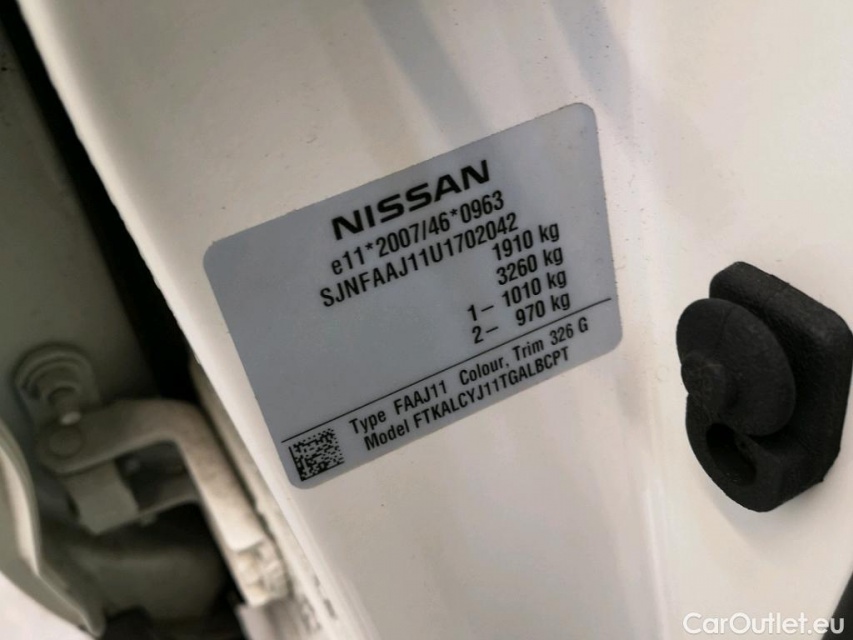 NISSAN
e11*2007/46*0963
SJNFAAJ11U1702042
1910 kg
3260 kg
1– 1010 kg
2– 970 kg
Type FAAJ11 Colour, Trim 326 G
Model FTKALCYJ11TGALBCPT
CarOutlet.eu